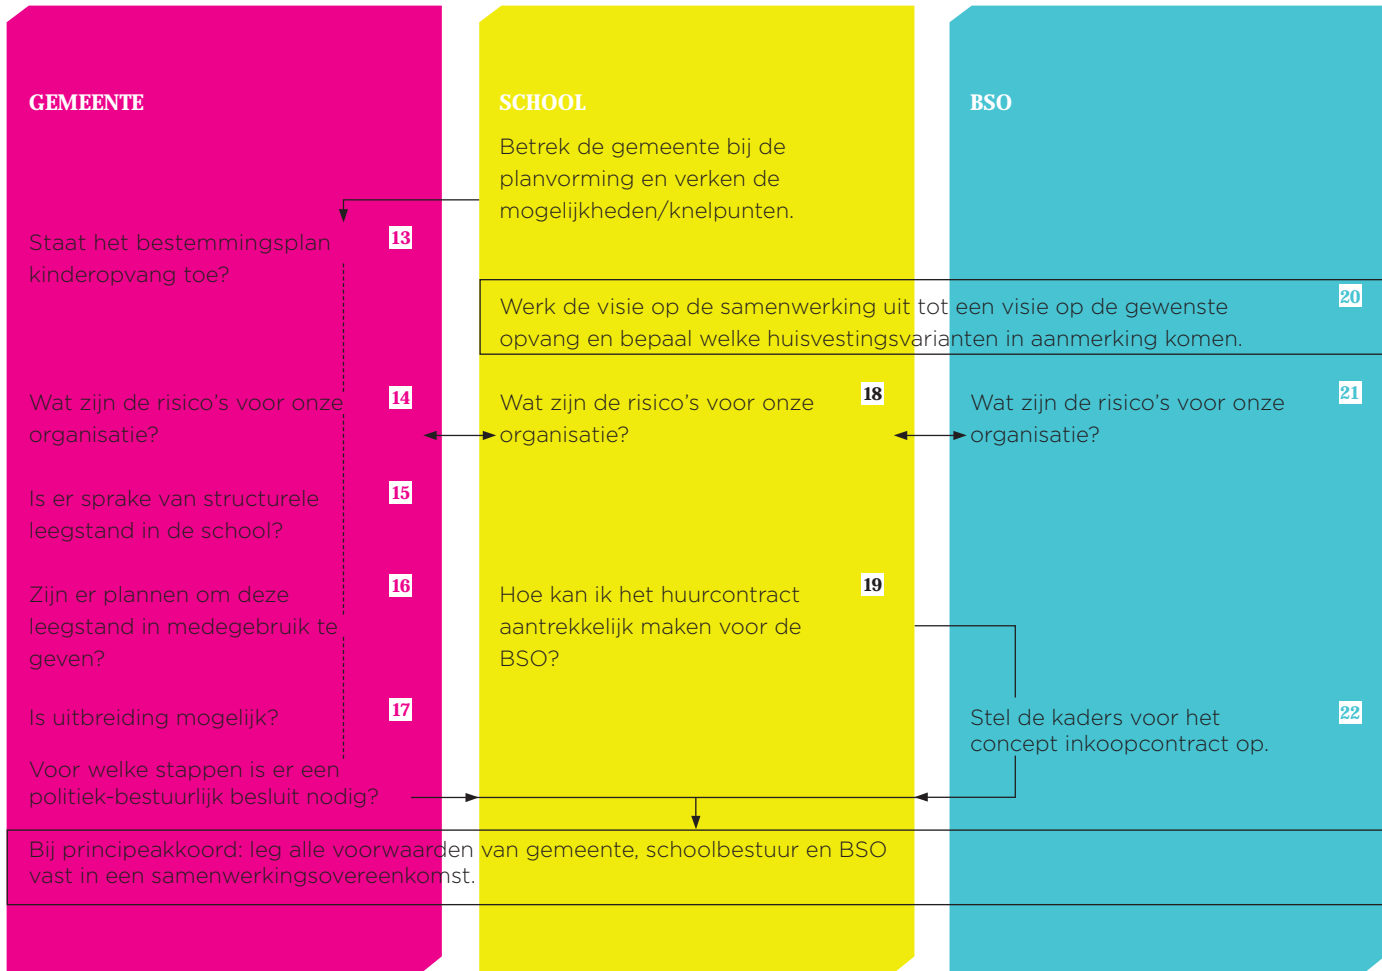 GEMEENTE
Staat het bestemmingsplan
kinderopvang toe?
13
Wat zijn de risico's voor onze
organisatie?
14
Is er sprake van structurele
leegstand in de school?
15
Zijn er plannen om deze
leegstand in medegebruik te
geven?
16
Is uitbreiding mogelijk?
17
Voor welke stappen is er een
politiek-bestuurlijk besluit nodig?
SCHOOL
Betrek de gemeente bij de
planvorming en verken de
mogelijkheden/knelpunten.
Werk de visie op de samenwerking uit tot een visie op de gewenste
opvang en bepaal welke huisvestingsvarianten in aanmerking komen.
20
Wat zijn de risico's voor onze
organisatie?
18
Hoe kan ik het huurcontract
aantrekkelijk maken voor de
BSO?
19
BSO
Wat zijn de risico's voor onze
organisatie?
21
Stel de kaders voor het
concept inkoopcontract op.
22
Bij principeakkoord: leg alle voorwaarden van gemeente, schoolbestuur en BSO
vast in een samenwerkingsovereenkomst.